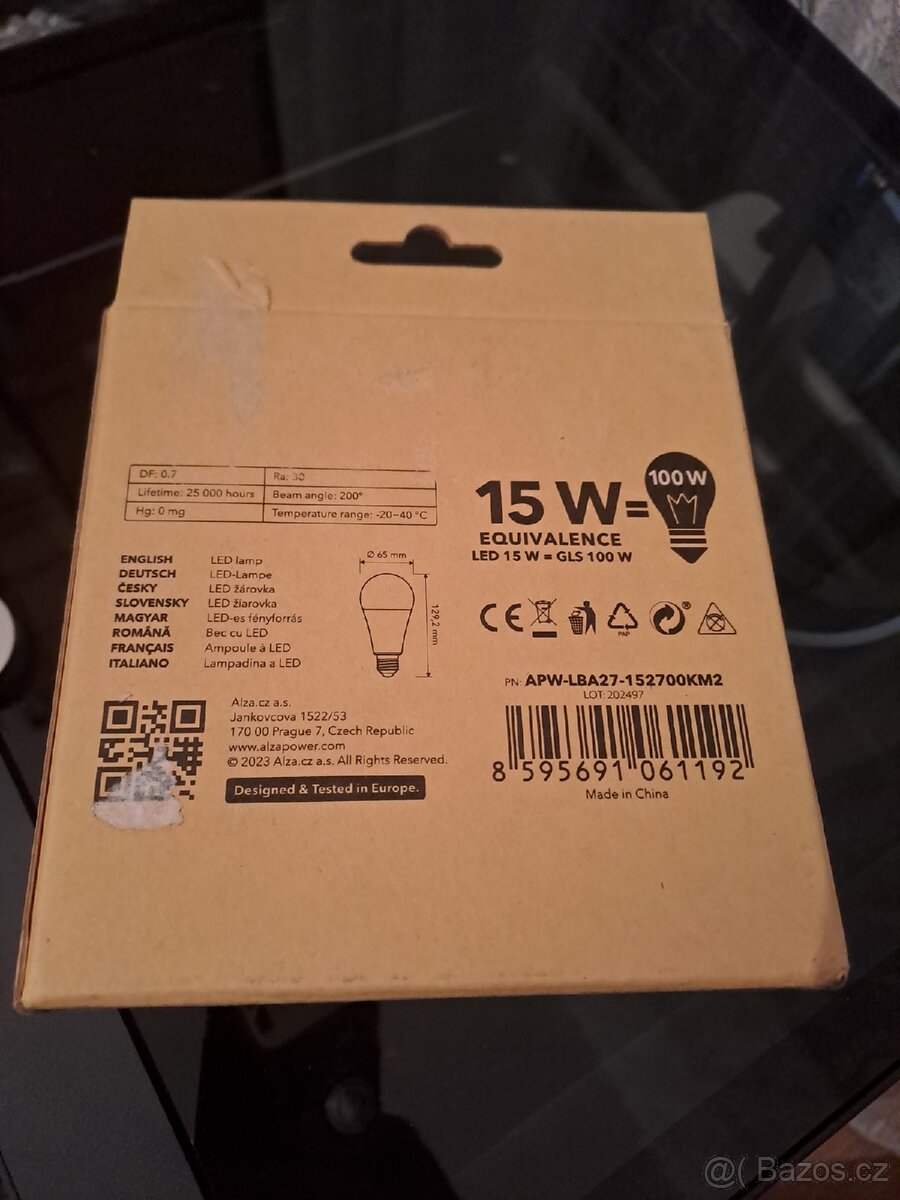 DF: 0.7
Ra: 80
Lifetime: 25 000 hours
Beam angle: 200°
Hg: 0 mg
Temperature range: -20–40 °C
15 W=
100 W
EQUIVALENCE
LED 15 W = GLS 100 W
ENGLISH LED lamp
DEUTSCH LED-Lampe
ČESKY LED žárovka
SLOVENSKY LED žiarovka
MAGYAR LED-es fényforrás
ROMÂNĂ Bec cu LED
FRANÇAIS Ampoule à LED
ITALIANO Lampadina a LED
Ø 65 mm
129,2 mm
CE
PAP
PN: APW-LBA27-152700KM2
LOT: 202497
8 595691 061192
Made in China
Alza.cz a.s.
Jankovcova 1522/53
170 00 Prague 7, Czech Republic
www.alzapower.com
© 2023 Alza.cz a.s. All Rights Reserved.
Designed & Tested in Europe.
@( Bazos.cz